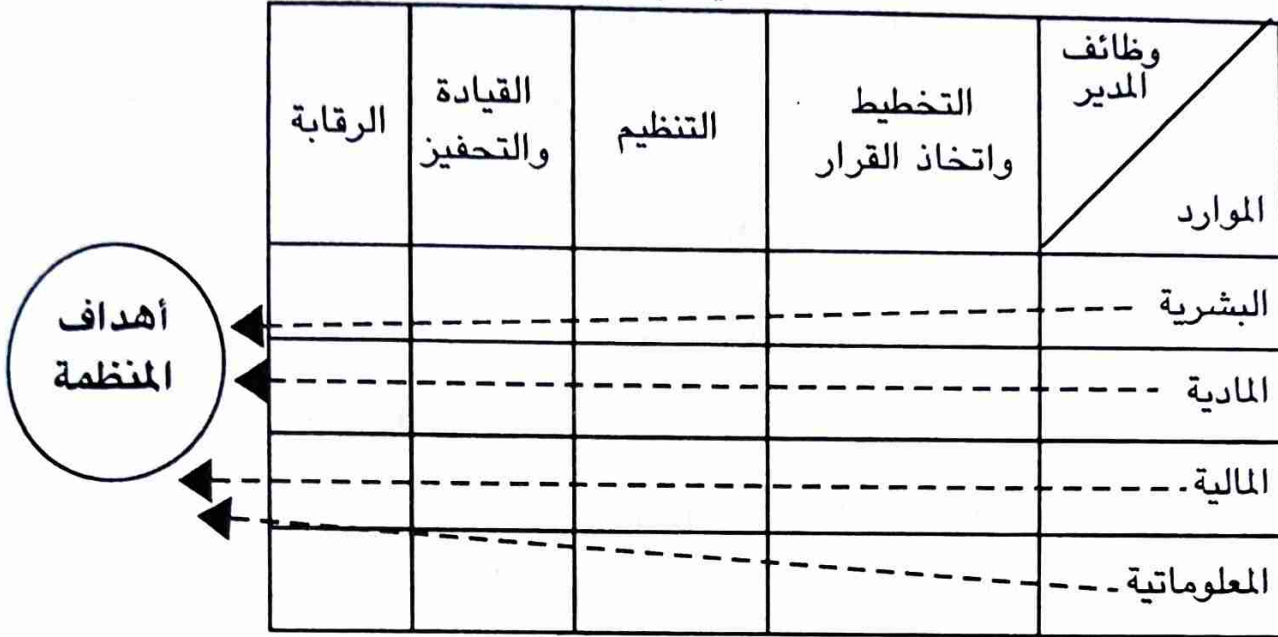 وظائف
المدير
الموارد
التخطيط
واتخاذ القرار
التنظيم
القيادة
والتحفيز
الرقابة
البشرية
المادية
المالية
المعلوماتية
أهداف
المنظمة